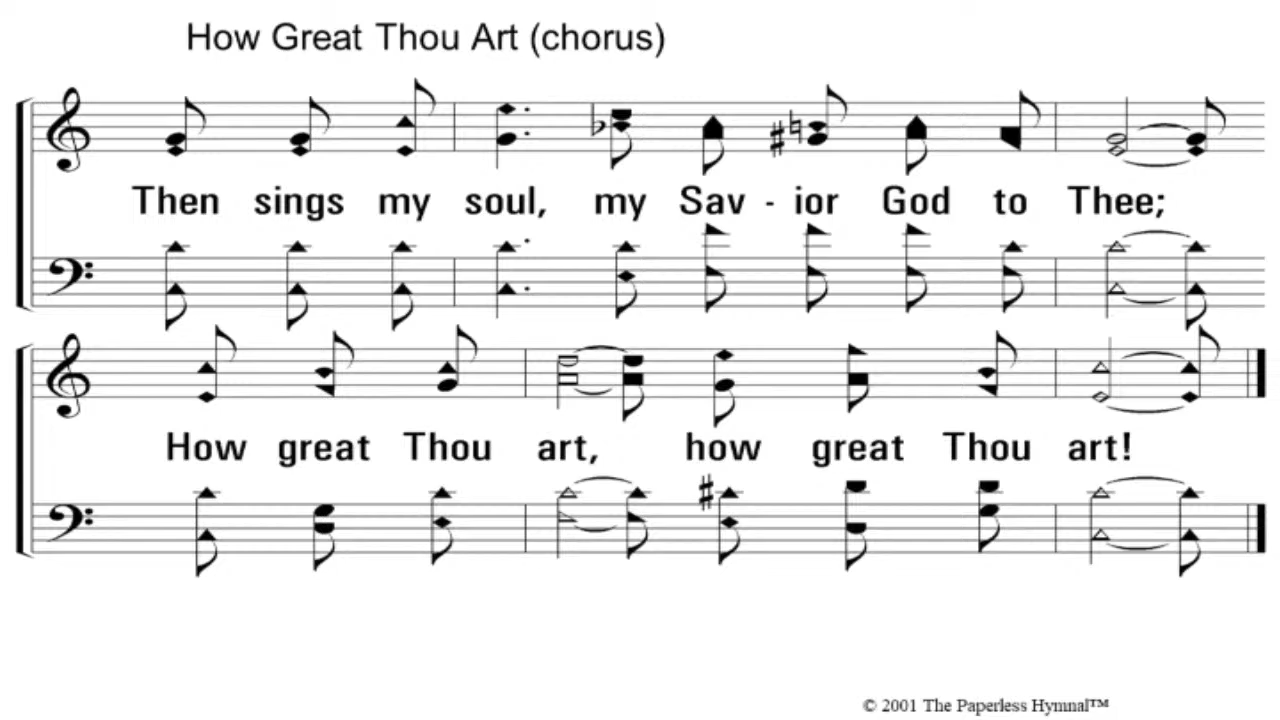 How Great Thou Art (chorus)
Then sings my soul, my Sav - ior God to Thee;
How great Thou art, how great Thou art!
© 2001 The Paperless Hymnal™